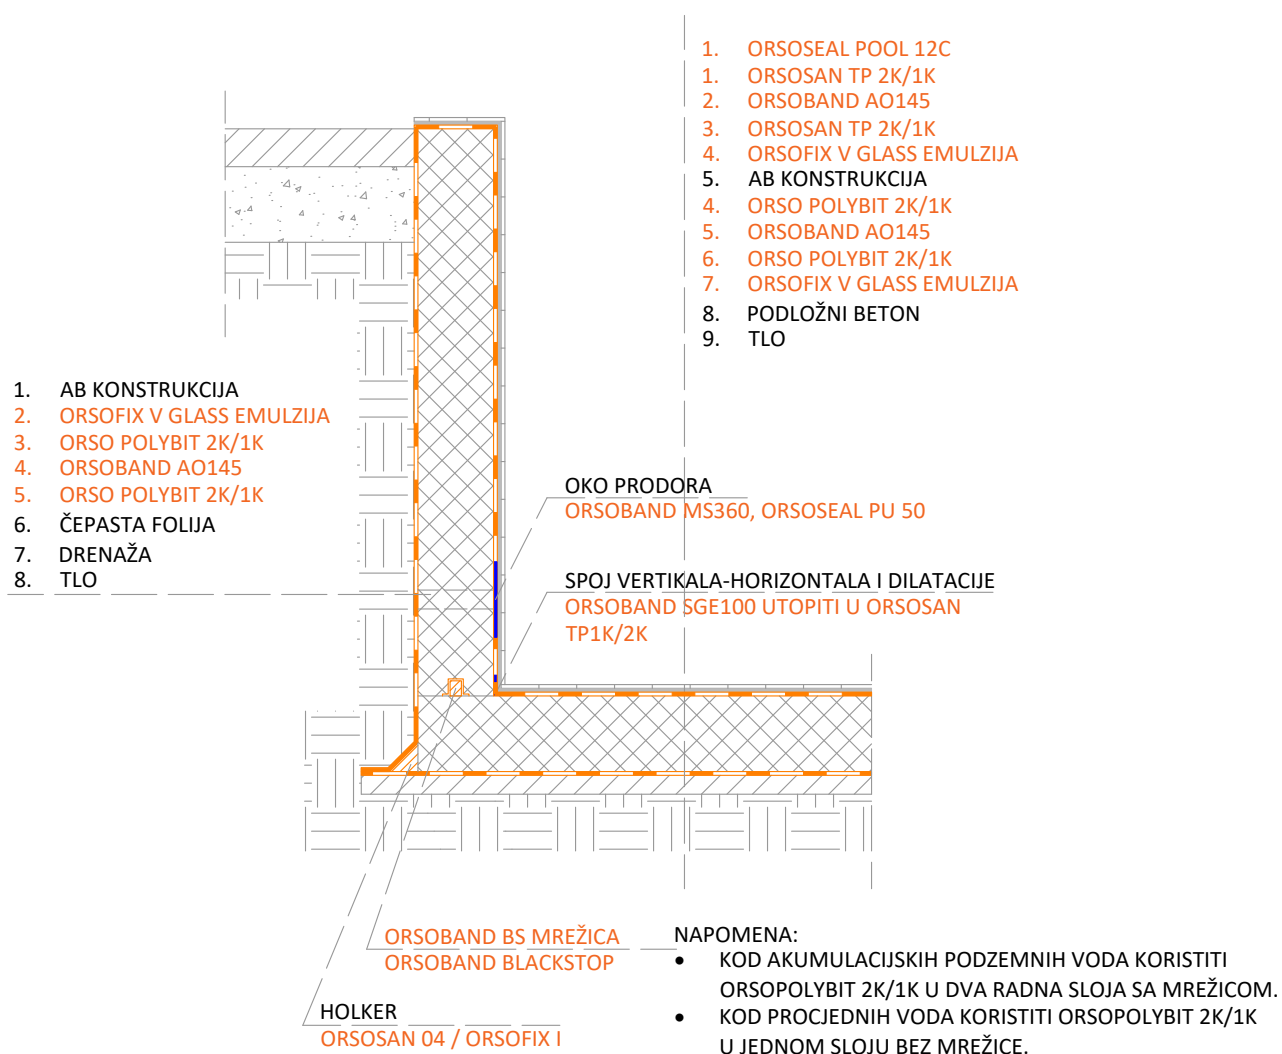 1. ORSOSEAL POOL 12C
1. ORSOSAN TP 2K/1K
2. ORSOBAND AO145
3. ORSOSAN TP 2K/1K
4. ORSOFIX V GLASS EMULZIJA
5. AB KONSTRUKCIJA
4. ORSO POLYBIT 2K/1K
5. ORSOBAND AO145
6. ORSO POLYBIT 2K/1K
7. ORSOFIX V GLASS EMULZIJA
8. PODLOŽNI BETON
9. TLO
1. AB KONSTRUKCIJA
2. ORSOFIX V GLASS EMULZIJA
3. ORSO POLYBIT 2K/1K
4. ORSOBAND AO145
5. ORSO POLYBIT 2K/1K
6. ČEPASTA FOLIJA
7. DRENAŽA
8. TLO
OKO PRODORA
ORSOBAND MS360, ORSOSEAL PU 50
SPOJ VERTIKALA-HORIZONTALA I DILATACIJE
ORSOBAND SGE100 UTOPITI U ORSOSAN
TP1K/2K
ORSOBAND BS MREŽICA
ORSOBAND BLACKSTOP
HOLKER
ORSOSAN 04 / ORSOFIX I
NAPOMENA:
• KOD AKUMULACIJSKIH PODZEMNIH VODA KORISTITI
ORSOPOLYBIT 2K/1K U DVA RADNA SLOJA SA MREŽICOM.
• KOD PROCJEDNIH VODA KORISTITI ORSOPOLYBIT 2K/1K
U JEDNOM SLOJU BEZ MREŽICE.